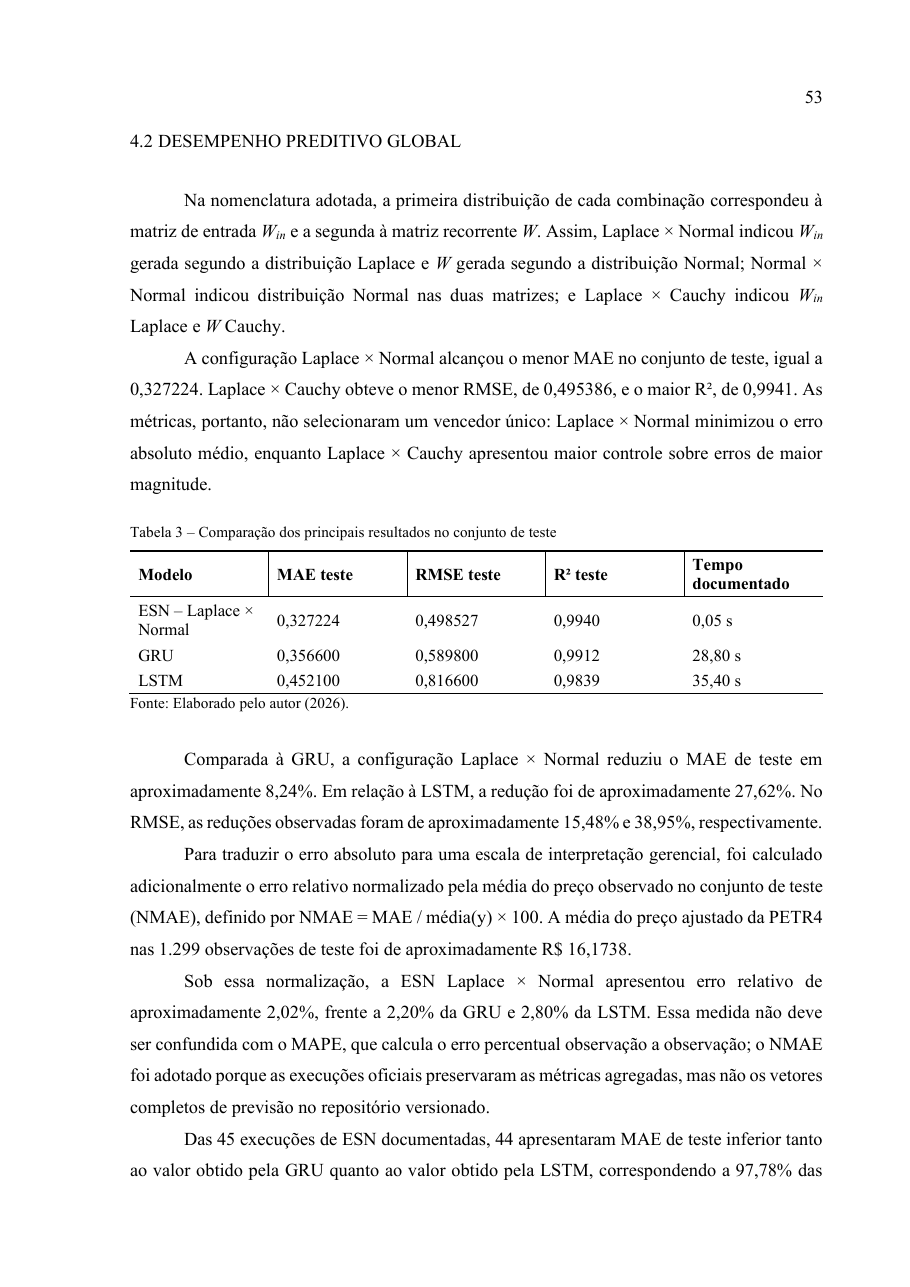 53
4.2 DESEMPENHO PREDITIVO GLOBAL
Na nomenclatura adotada, a primeira distribuição de cada combinação correspondeu à
matriz de entrada Win e a segunda à matriz recorrente W. Assim, Laplace × Normal indicou Win
gerada segundo a distribuição Laplace e W gerada segundo a distribuição Normal; Normal ×
Normal indicou distribuição Normal nas duas matrizes; e Laplace × Cauchy indicou Win
Laplace e W Cauchy.
A configuração Laplace × Normal alcançou o menor MAE no conjunto de teste, igual a
0,327224. Laplace × Cauchy obteve o menor RMSE, de 0,495386, e o maior R², de 0,9941. As
métricas, portanto, não selecionaram um vencedor único: Laplace × Normal minimizou o erro
absoluto médio, enquanto Laplace × Cauchy apresentou maior controle sobre erros de maior
magnitude.
Tabela 3 – Comparação dos principais resultados no conjunto de teste
Modelo MAE teste RMSE teste R² teste Tempo documentado
ESN – Laplace × Normal 0,327224 0,498527 0,9940 0,05 s
GRU 0,356600 0,589800 0,9912 28,80 s
LSTM 0,452100 0,816600 0,9839 35,40 s
Fonte: Elaborado pelo autor (2026).
Comparada à GRU, a configuração Laplace × Normal reduziu o MAE de teste em
aproximadamente 8,24%. Em relação à LSTM, a redução foi de aproximadamente 27,62%. No
RMSE, as reduções observadas foram de aproximadamente 15,48% e 38,95%, respectivamente.
Para traduzir o erro absoluto para uma escala de interpretação gerencial, foi calculado
adicionalmente o erro relativo normalizado pela média do preço observado no conjunto de teste
(NMAE), definido por NMAE = MAE / média(y) × 100. A média do preço ajustado da PETR4
nas 1.299 observações de teste foi de aproximadamente R$ 16,1738.
Sob essa normalização, a ESN Laplace × Normal apresentou erro relativo de
aproximadamente 2,02%, frente a 2,20% da GRU e 2,80% da LSTM. Essa medida não deve
ser confundida com o MAPE, que calcula o erro percentual observação a observação; o NMAE
foi adotado porque as execuções oficiais preservaram as métricas agregadas, mas não os vetores
completos de previsão no repositório versionado.
Das 45 execuções de ESN documentadas, 44 apresentaram MAE de teste inferior tanto
ao valor obtido pela GRU quanto ao valor obtido pela LSTM, correspondendo a 97,78% das